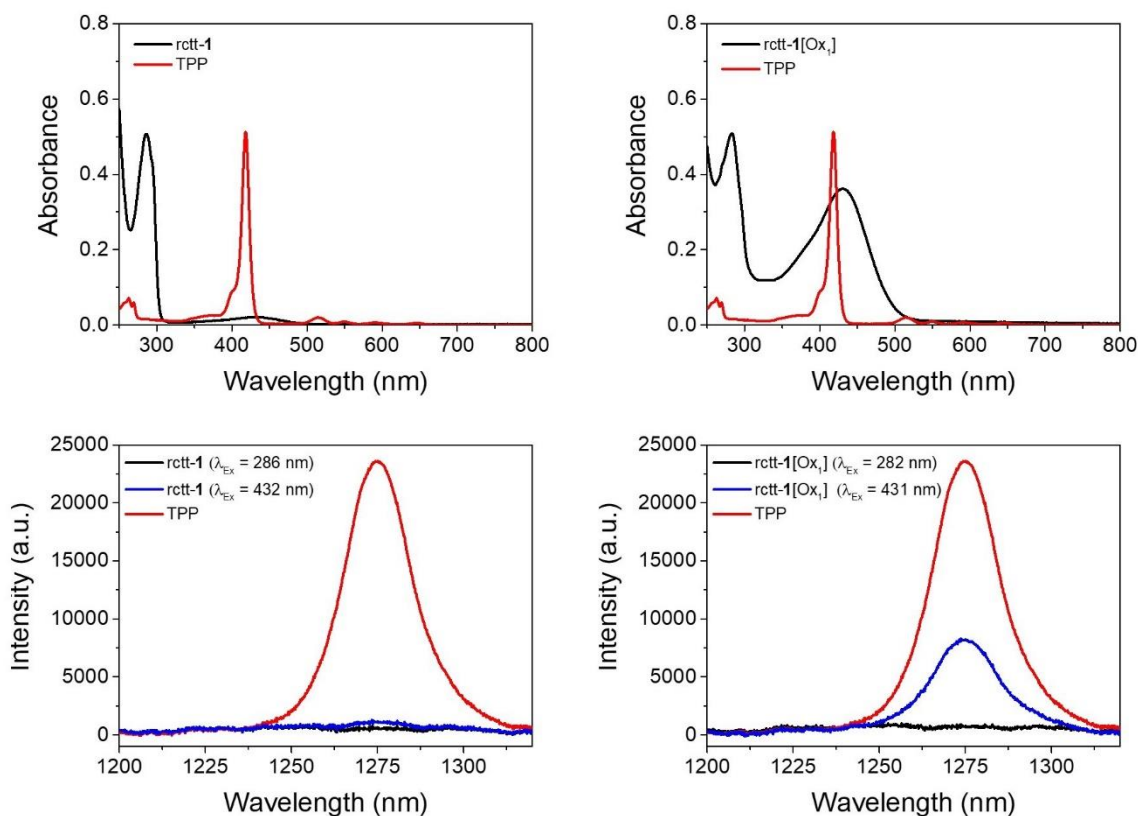 0.8
0.6
0.4
0.2
0.0
Absorbance
rctt-1
TPP
300 400 500 600 700 800
Wavelength (nm)
0.8
0.6
0.4
0.2
0.0
Absorbance
rctt-1[Ox₁]
TPP
300 400 500 600 700 800
Wavelength (nm)
25000
20000
15000
10000
5000
0
Intensity (a.u.)
rctt-1 (λEx = 286 nm)
rctt-1 (λEx = 432 nm)
TPP
1200 1225 1250 1275 1300
Wavelength (nm)
25000
20000
15000
10000
5000
0
Intensity (a.u.)
rctt-1[Ox₁] (λEx = 282 nm)
rctt-1[Ox₁] (λEx = 431 nm)
TPP
1200 1225 1250 1275 1300
Wavelength (nm)